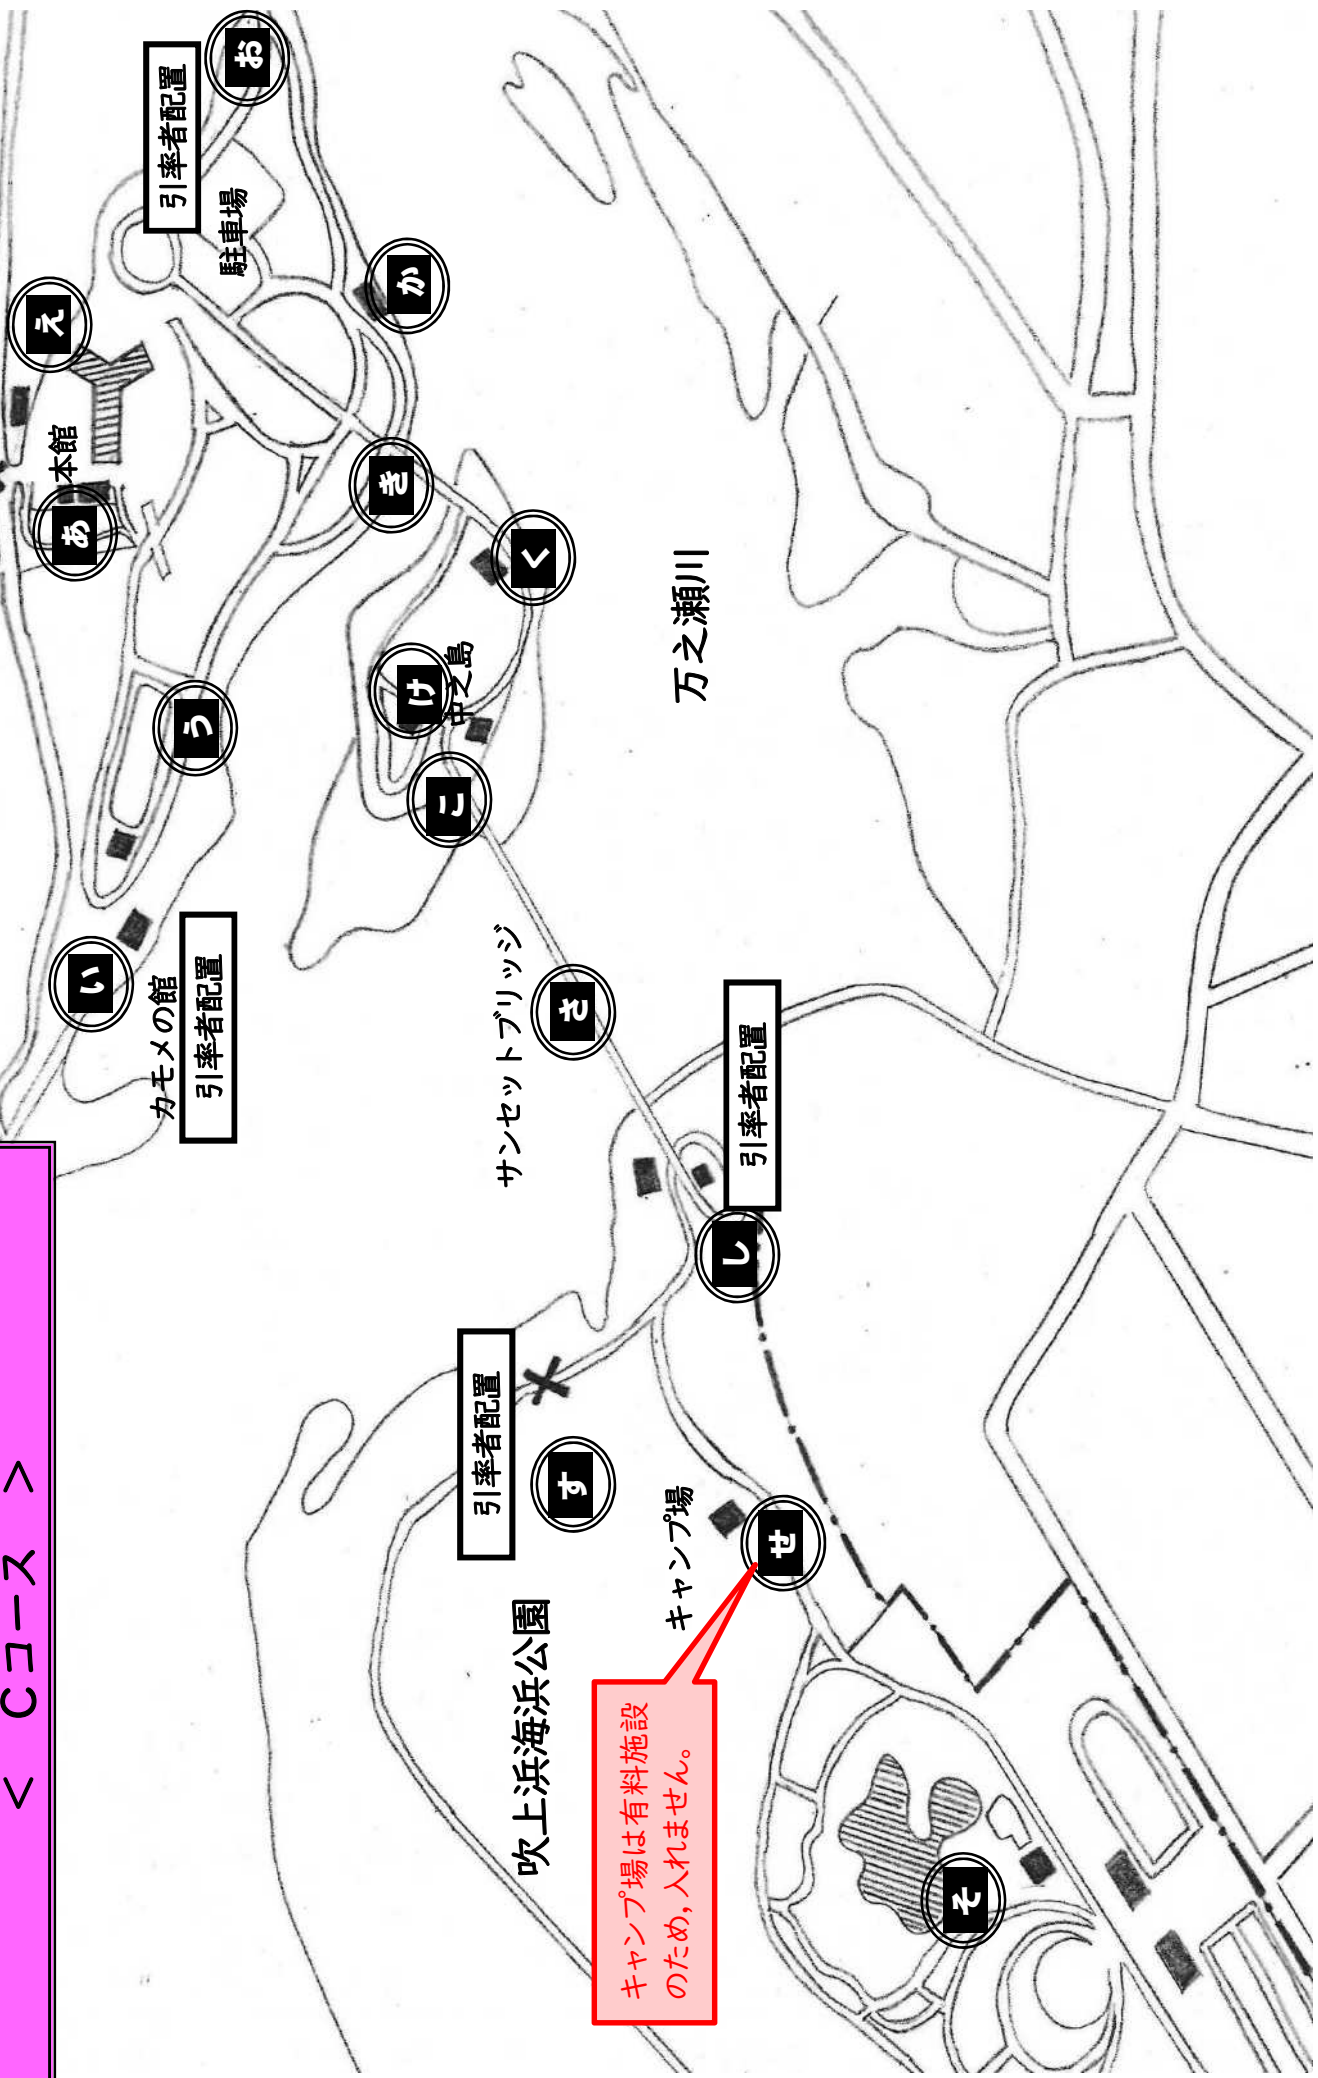 < Cコース >
お
引率者配置
駐車場
え
か
本館
あ
き
く
万之瀬川
け
中之島
う
こ
い
カモメの館
引率者配置
サンセットブリッジ
さ
引率者配置
し
引率者配置
す
キャンプ場
せ
吹上浜海浜公園
キャンプ場は有料施設
のため,入れません。
そ